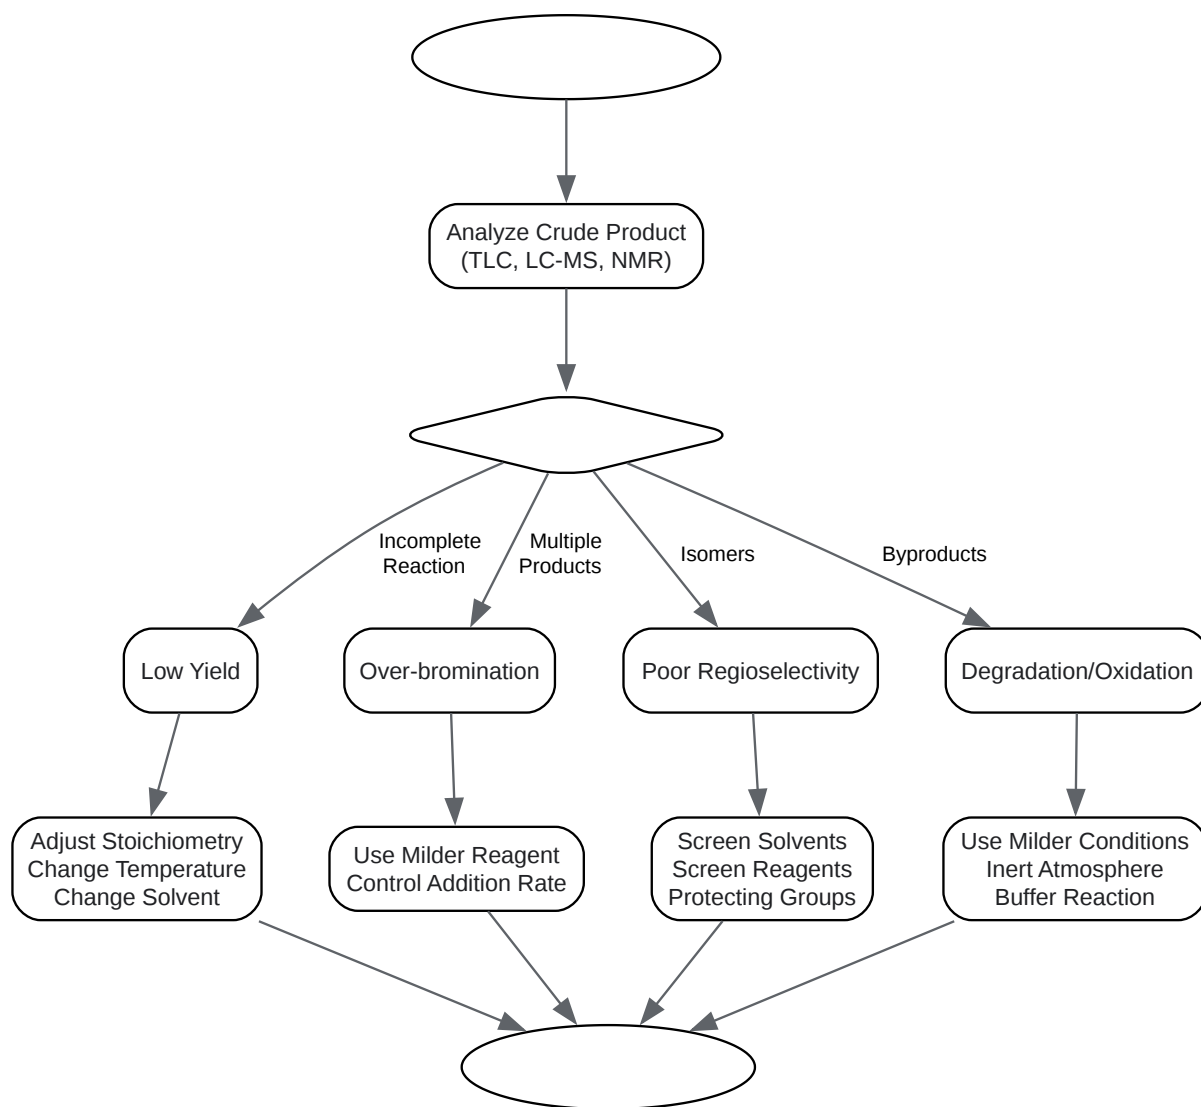 Analyze Crude Product
(TLC, LC-MS, NMR)
Incomplete
Reaction
Multiple
Products
Isomers
Byproducts
Low Yield
Over-bromination
Poor Regioselectivity
Degradation/Oxidation
Adjust Stoichiometry
Change Temperature
Change Solvent
Use Milder Reagent
Control Addition Rate
Screen Solvents
Screen Reagents
Protecting Groups
Use Milder Conditions
Inert Atmosphere
Buffer Reaction